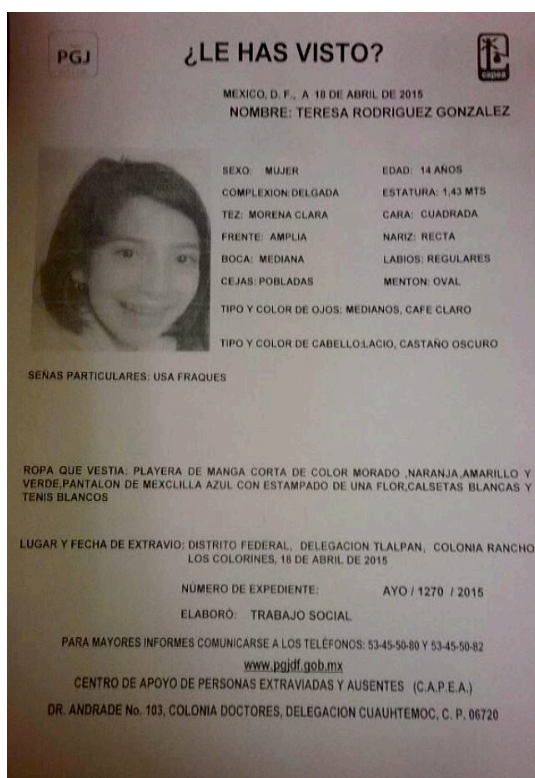 PGJ
¿LE HAS VISTO?
capea
MEXICO, D. F., A 18 DE ABRIL DE 2015
NOMBRE: TERESA RODRIGUEZ GONZALEZ
SEXO: MUJER EDAD: 14 AÑOS
COMPLEXION:DELGADA ESTATURA: 1,43 MTS
TEZ: MORENA CLARA CARA: CUADRADA
FRENTE: AMPLIA NARIZ: RECTA
BOCA: MEDIANA LABIOS: REGULARES
CEJAS: POBLADAS MENTON: OVAL
TIPO Y COLOR DE OJOS: MEDIANOS, CAFE CLARO
TIPO Y COLOR DE CABELLO:LACIO, CASTAÑO OSCURO
SEÑAS PARTICULARES: USA FRAQUES
ROPA QUE VESTIA: PLAYERA DE MANGA CORTA DE COLOR MORADO ,NARANJA,AMARILLO Y
VERDE,PANTALON DE MEXCLILLA AZUL CON ESTAMPADO DE UNA FLOR,CALSETAS BLANCAS Y
TENIS BLANCOS
LUGAR Y FECHA DE EXTRAVIO: DISTRITO FEDERAL, DELEGACION TLALPAN, COLONIA RANCHO
LOS COLORINES, 18 DE ABRIL DE 2015
NÚMERO DE EXPEDIENTE: AYO / 1270 / 2015
ELABORÓ: TRABAJO SOCIAL
PARA MAYORES INFORMES COMUNICARSE A LOS TELÉFONOS: 53-45-50-80 Y 53-45-50-82
www.pgjdf.gob.mx
CENTRO DE APOYO DE PERSONAS EXTRAVIADAS Y AUSENTES (C.A.P.E.A.)
DR. ANDRADE No. 103, COLONIA DOCTORES, DELEGACION CUAUHTEMOC, C. P. 06720